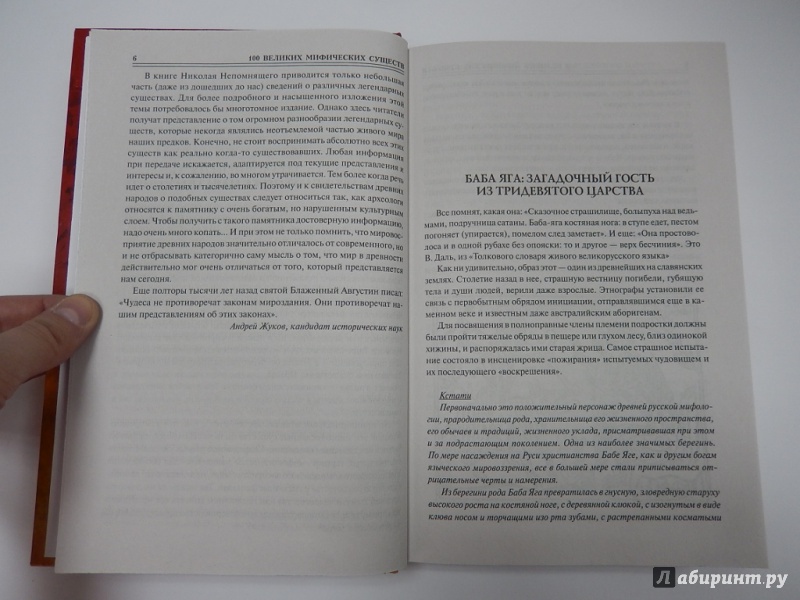 6 100 ВЕЛИКИХ МИФИЧЕСКИХ СУЩЕСТВ
В книге Николая Непомнящего приводится только небольшая
часть (даже из дошедших до нас) сведений о различных легендарных
существах. Для более подробного и насыщенного изложения этой
темы потребовалось бы многотомное издание. Однако здесь читатели
получат представление о том огромном разнообразии легендарных су-
ществ, которые некогда являлись неотъемлемой частью живого мира
наших предков. Конечно, не стоит воспринимать абсолютно всех этих
существ как реально когда-то существовавших. Любая информация
при передаче искажается, адаптируется под текущие представления и
интересы и, к сожалению, во многом утрачивается. Тем более когда речь
идет о столетиях и тысячелетиях. Поэтому и к свидетельствам древних
народов о подобных существах следует относиться так, как археологи
относятся к памятнику с очень богатым, но нарушенным культурным
слоем. Чтобы получить с такого памятника достоверную информацию,
надо очень много копать... И при этом не только помнить, что мировос-
приятие древних народов значительно отличалось от современного, но
и не отбрасывать категорично саму мысль о том, что мир в древности
действительно мог очень отличаться от того, который представляется
нам сегодня.
Еще полторы тысячи лет назад святой Блаженный Августин писал:
«Чудеса не противоречат законам мироздания. Они противоречат на-
шим представлениям об этих законах».
Андрей Жуков, кандидат исторических наук
БАБА ЯГА: ЗАГАДОЧНЫЙ ГОСТЬ
ИЗ ТРИДЕВЯТОГО ЦАРСТВА
Все помнят, какая она: «Сказочное страшилище, большуха над ведь-
мами, подручница сатаны. Баба-яга костяная нога: в ступе едет, пестом
погоняет (упирается), помелом след заметает». И еще: «Она простово-
лоса и в одной рубахе без опояски: то и другое — верх бесчиния». Это
В. Даль, из «Толкового словаря живого великорусского языка»
Как ни удивительно, образ этот — один из древнейших на славянских
землях. Столетие назад в нее, страшную вестницу погибели, губящую
тела и души людей, верили даже взрослые. Этнографы установили ее
связь с первобытным обрядом инициации, отправлявшимся еще в ка-
менном веке и известным даже австралийским аборигенам.
Для посвящения в полноправные члены племени подростки должны
были пройти тяжелые обряды в пещере или глухом лесу, близ одинокой
хижины, и распоряжалась ими старая жрица. Самое страшное испыта-
ние состояло в инсценировке «пожирания» испытуемых чудовищем и
их последующего «воскрешения».
Кстати
Первоначально это положительный персонаж древней русской мифоло-
гии, прародительница рода, хранительница его жизненного пространства,
его обычаев и традиций, жизненного уклада, присматривавшая при этом
и за подрастающим поколением. Одна из наиболее значимых берегинь.
По мере насаждения на Руси христианства Бабе Яге, как и другим богам
языческого мировоззрения, все в большей мере стали приписываться от-
рицательные черты и намерения.
Из берегини рода Баба Яга превратилась в гнусную, зловредную старуху
высокого роста на костяной ноге, с деревянной клюкой, с изогнутым в виде
клюва носом и торчащими изо рта зубами, с растрепанными косматыми
Лабиринт.ру